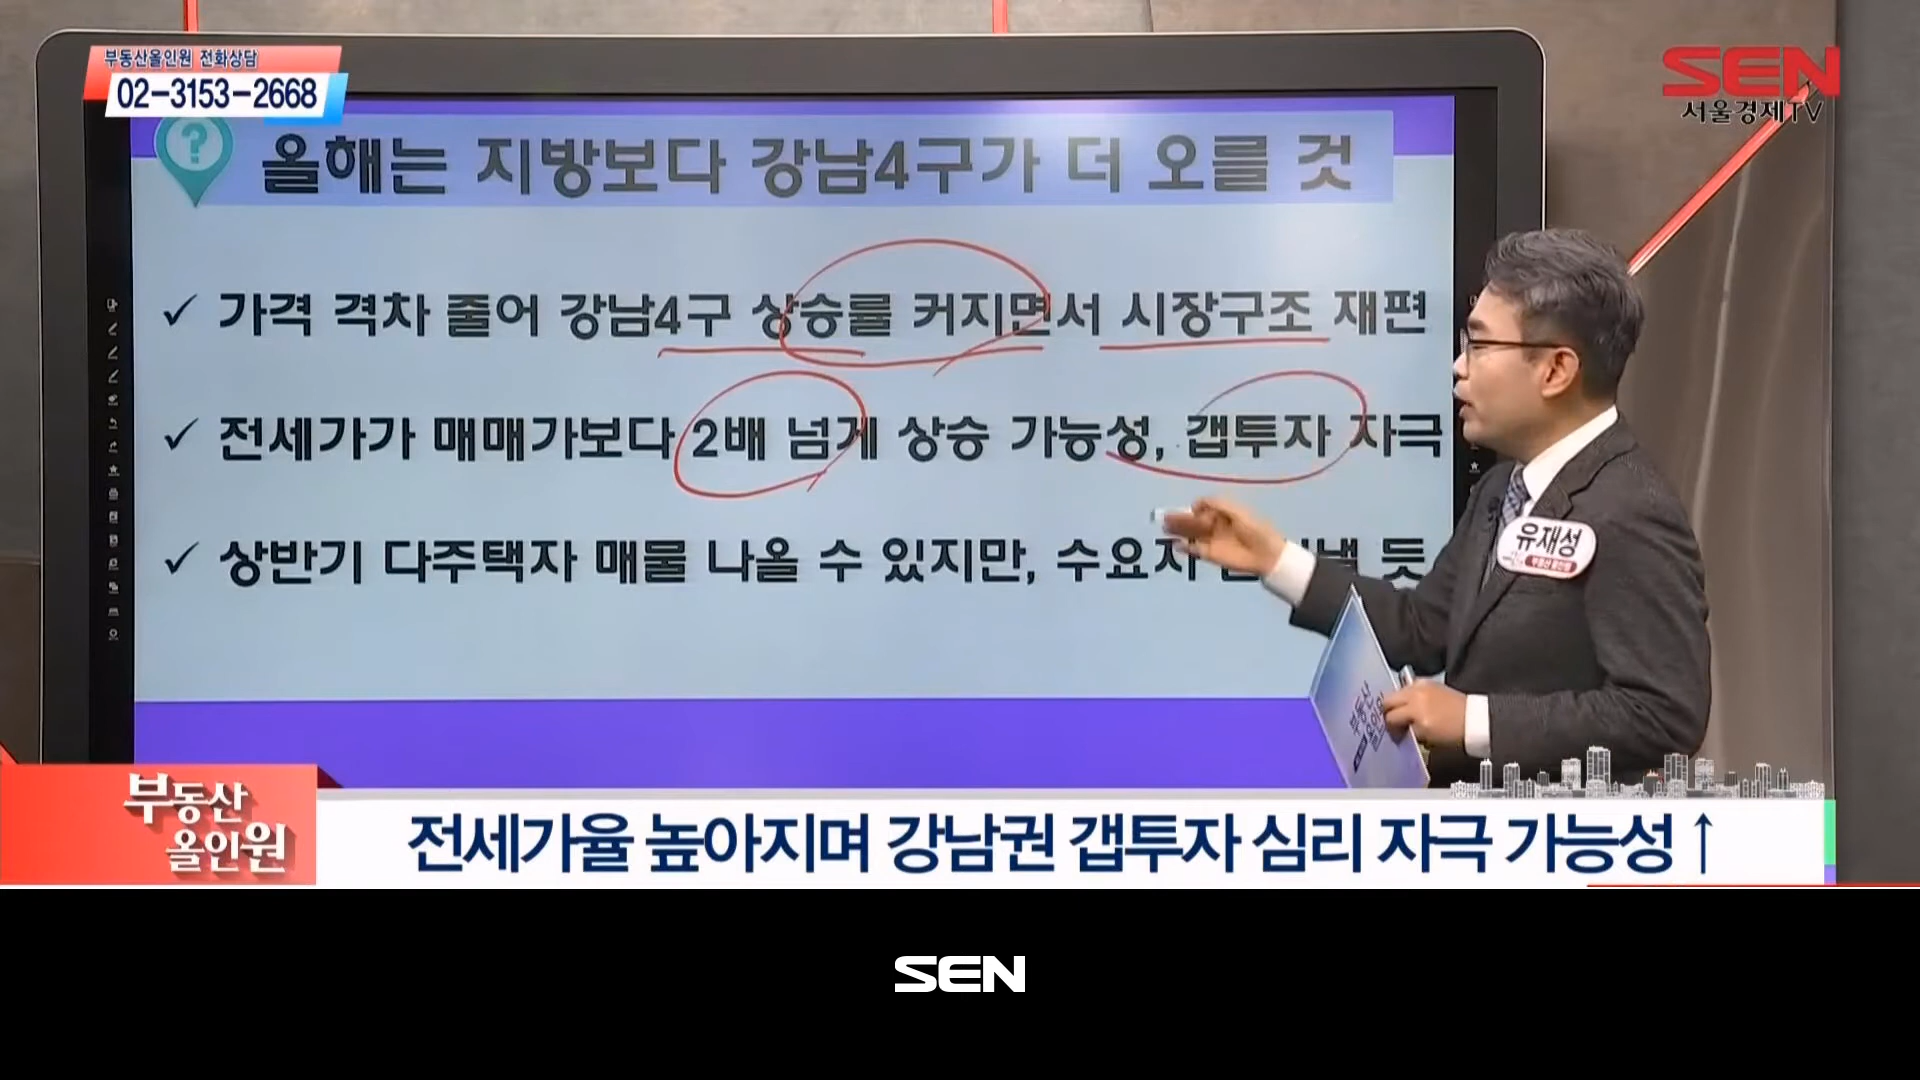 부동산올인원 전화상담
02-3153-2668
SEN
서울경제TV
올해는 지방보다 강남4구가 더 오를 것
가격 격차 줄어 강남4구 상승률 커지면서 시장구조 재편
전세가가 매매가보다 2배 넘게 상승 가능성, 갭투자 자극
상반기 다주택자 매물 나올 수 있지만, 수요자 듯
유재성
부동산
올인원
전세가율 높아지며 강남권 갭투자 심리 자극 가능성↑
SEN